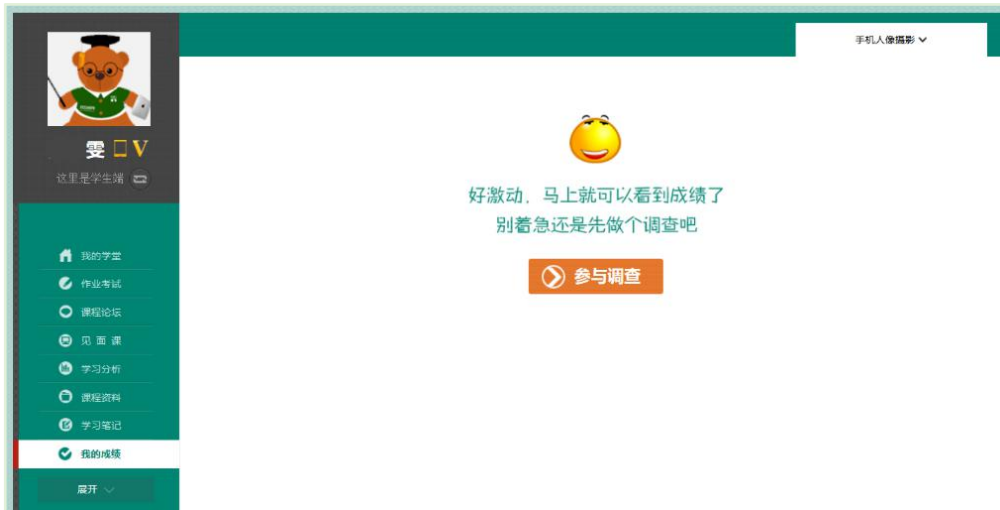 手机人像摄影
雯 V
这里是学生端
好激动，马上就可以看到成绩了
别着急还是先做个调查吧
参与调查
我的学堂
作业考试
课程论坛
见面课
学习分析
课程资料
学习笔记
我的成绩
展开